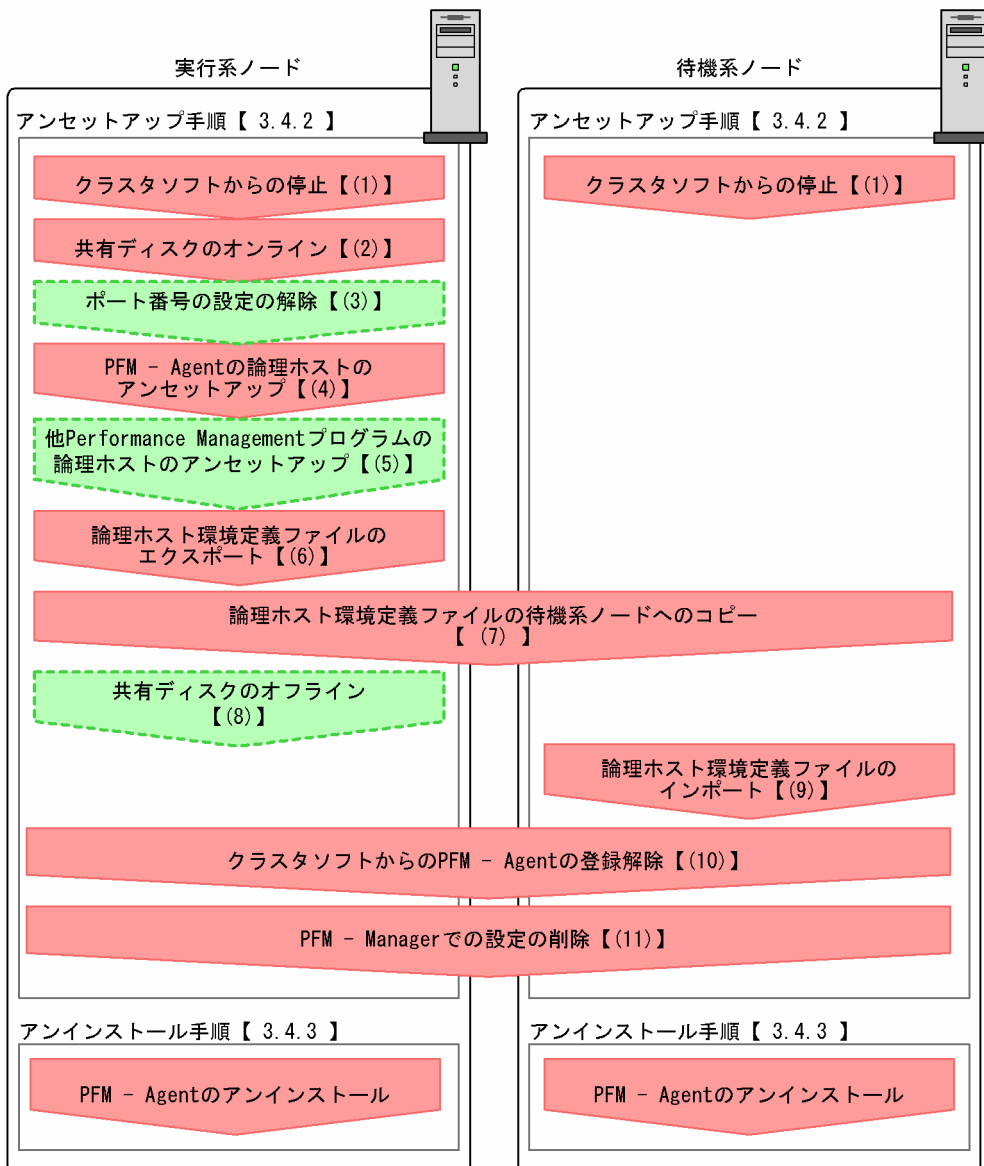 実行系ノード
待機系ノード
アンセットアップ手順【 3.4.2 】
アンセットアップ手順【 3.4.2 】
クラスタソフトからの停止【(1)】
クラスタソフトからの停止【(1)】
共有ディスクのオンライン【(2)】
ポート番号の設定の解除【(3)】
PFM - Agentの論理ホストの
アンセットアップ【(4)】
他Performance Managementプログラムの
論理ホストのアンセットアップ【(5)】
論理ホスト環境定義ファイルの
エクスポート【(6)】
論理ホスト環境定義ファイルの待機系ノードへのコピー
【 (7) 】
共有ディスクのオフライン
【(8)】
論理ホスト環境定義ファイルの
インポート【(9)】
クラスタソフトからのPFM - Agentの登録解除【(10)】
PFM - Managerでの設定の削除【(11)】
アンインストール手順【 3.4.3 】
アンインストール手順【 3.4.3 】
PFM - Agentのアンインストール
PFM - Agentのアンインストール